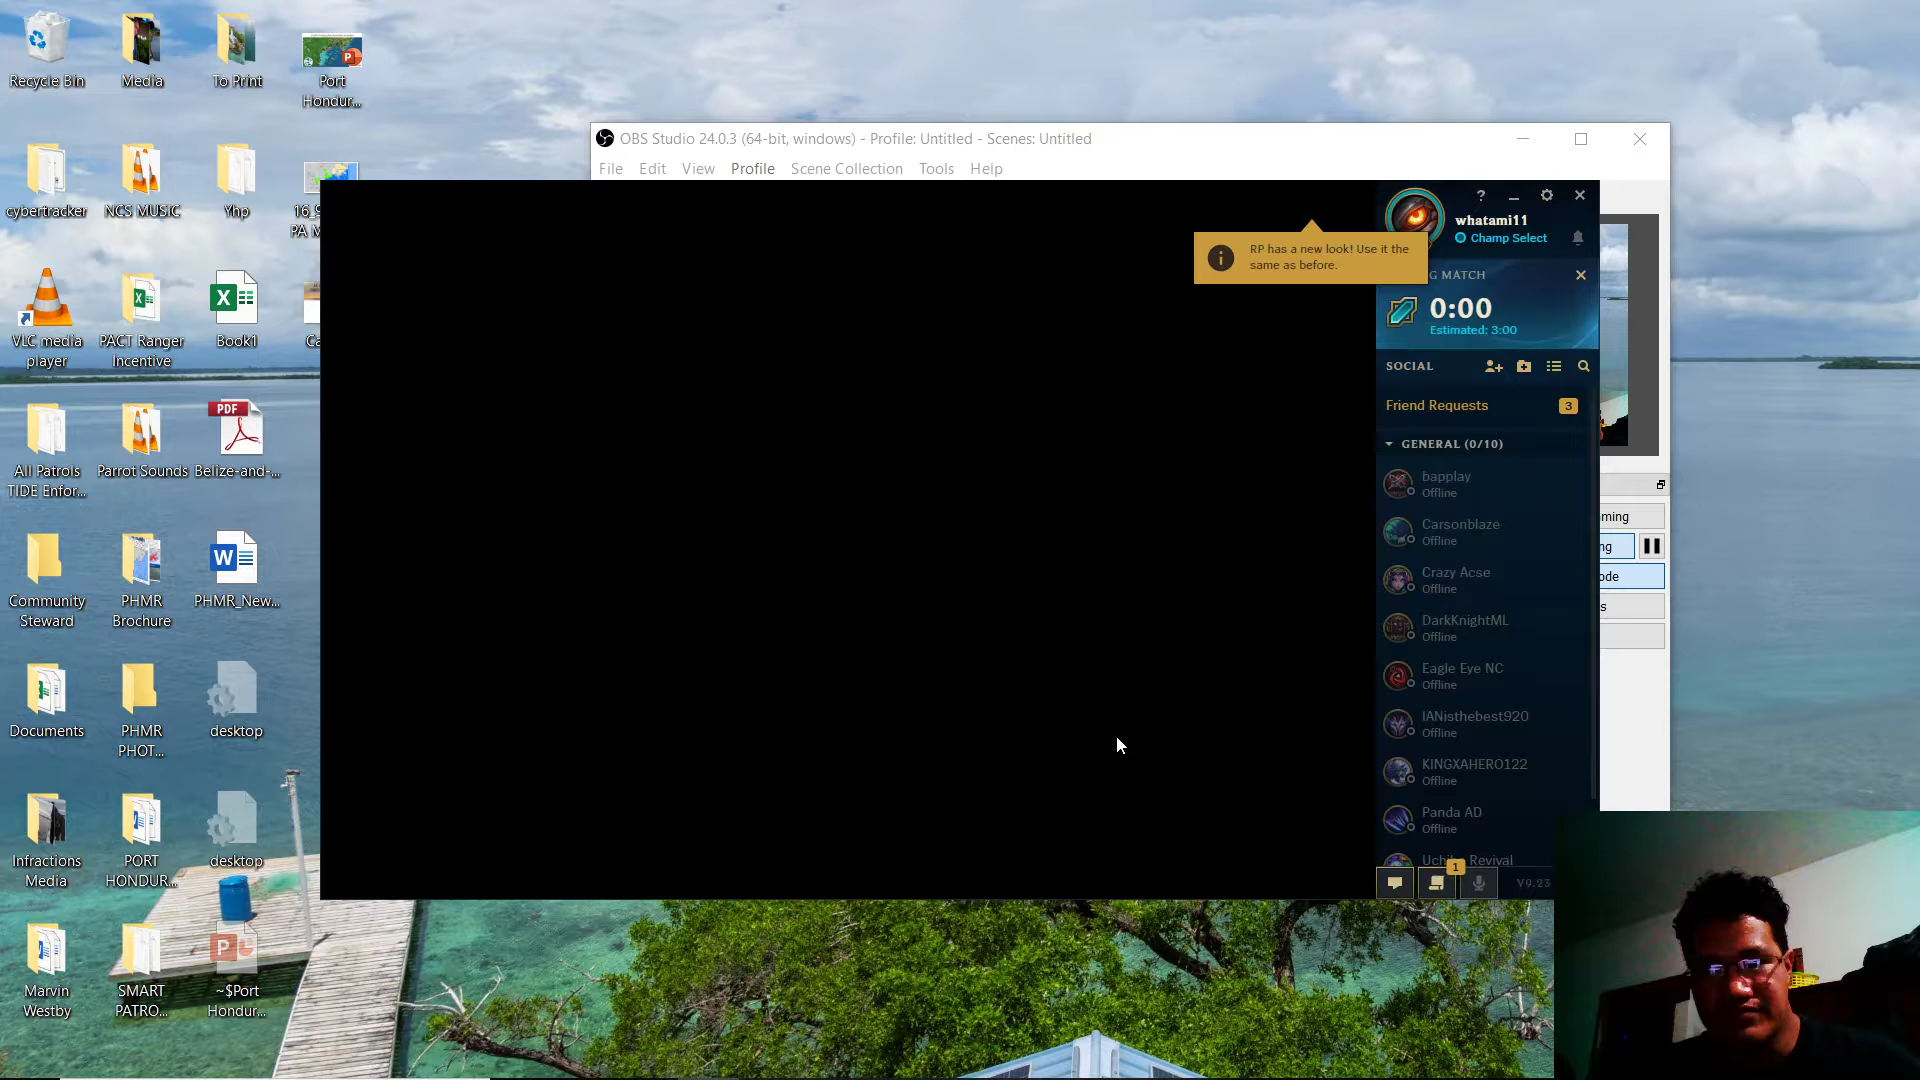 Recycle Bin
Media
To Print
Port
Hondur...
cybertracker
NCS MUSIC
Yhp
VLC media
player
PACT Ranger
Incentive
Book1
All Patrols
TIDE Enfor...
Parrot Sounds
PDF
Belize-and-...
Community
Steward
PHMR
Brochure
PHMR_New...
Documents
PHMR
PHOT...
desktop
Infractions
Media
PORT
HONDUR...
desktop
Marvin
Westby
SMART
PATRO...
~$Port
Hondur...
OBS Studio 24.0.3 (64-bit, windows) - Profile: Untitled - Scenes: Untitled
File Edit View Profile Scene Collection Tools Help
whatami11
Champ Select
RP has a new look! Use it the
same as before.
G MATCH
0:00
Estimated: 3:00
SOCIAL
Friend Requests 3
GENERAL (0/10)
bapplay
Offline
Carsonblaze
Offline
Crazy Acse
Offline
DarkKnightML
Offline
Eagle Eye NC
Offline
IANisthebest920
Offline
KINGXAHERO122
Offline
Panda AD
Offline
Revival
1
V9.23